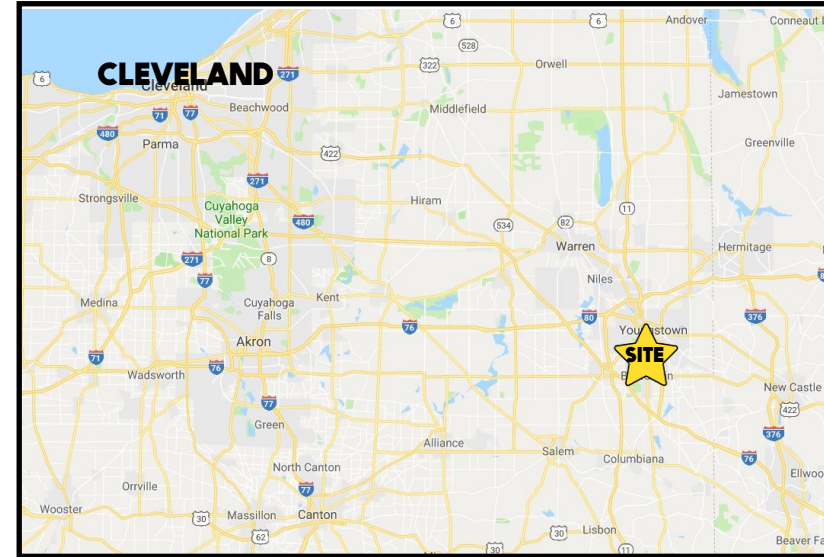 6
6
Andover
Conneaut L
528
322
Orwell
CLEVELAND
271
6
Cleveland
Jamestown
Beachwood
Middlefield
71
77
480
Parma
Greenville
422
271
Strongsville
Hiram
Cuyahoga
Valley
National Park
480
11
534
82
Warren
Hermitage
8
271
77
Niles
Medina
Cuyahoga
Falls
Kent
80
376
76
Youngstown
Akron
SITE
71
76
Wadsworth
77
New Castle
422
Green
376
Alliance
Salem
Columbiana
76
North Canton
Ellwoo
77
Orrville
Wooster
30
Massillon
Canton
62
30
Lisbon
30
11
Beaver Fa